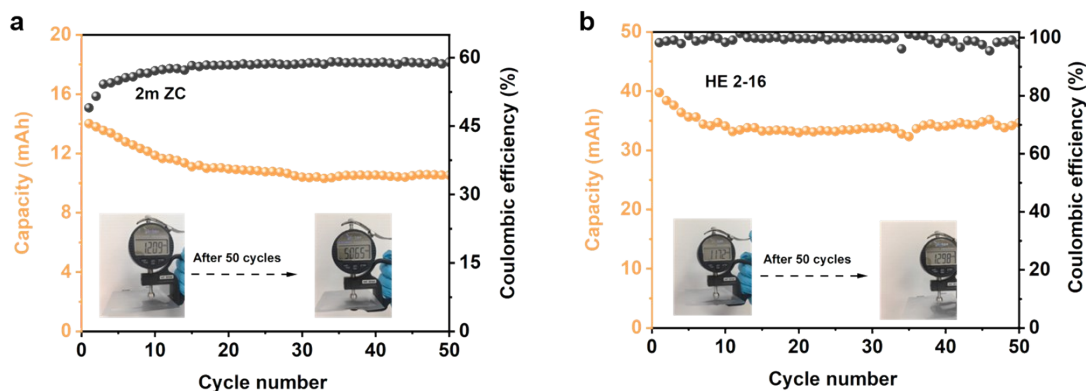 a
20
16
12
8
4
0
Capacity (mAh)
2m ZC
After 50 cycles
60
45
30
15
0
Coulombic efficiency (%)
0 10 20 30 40 50
Cycle number
b
50
40
30
20
10
0
Capacity (mAh)
HE 2-16
After 50 cycles
100
80
60
40
20
0
Coulombic efficiency (%)
0 10 20 30 40 50
Cycle number